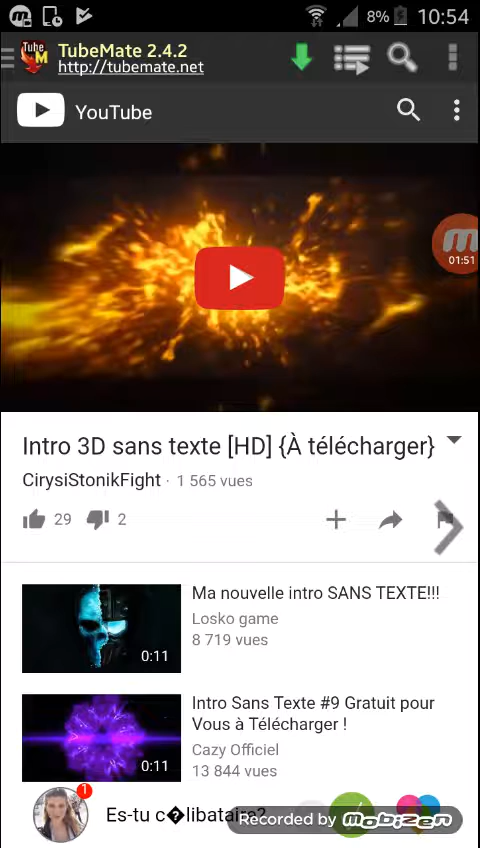 8% 10:54
Tube
M
TubeMate 2.4.2
http://tubemate.net
YouTube
01:51
Intro 3D sans texte [HD] {À télécharger}
CirysiStonikFight · 1 565 vues
29 2
Ma nouvelle intro SANS TEXTE!!!
Losko game
8 719 vues
0:11
Intro Sans Texte #9 Gratuit pour
Vous à Télécharger !
Cazy Officiel
13 844 vues
0:11
1
Es-tu c�libataire?
Recorded by mobizen